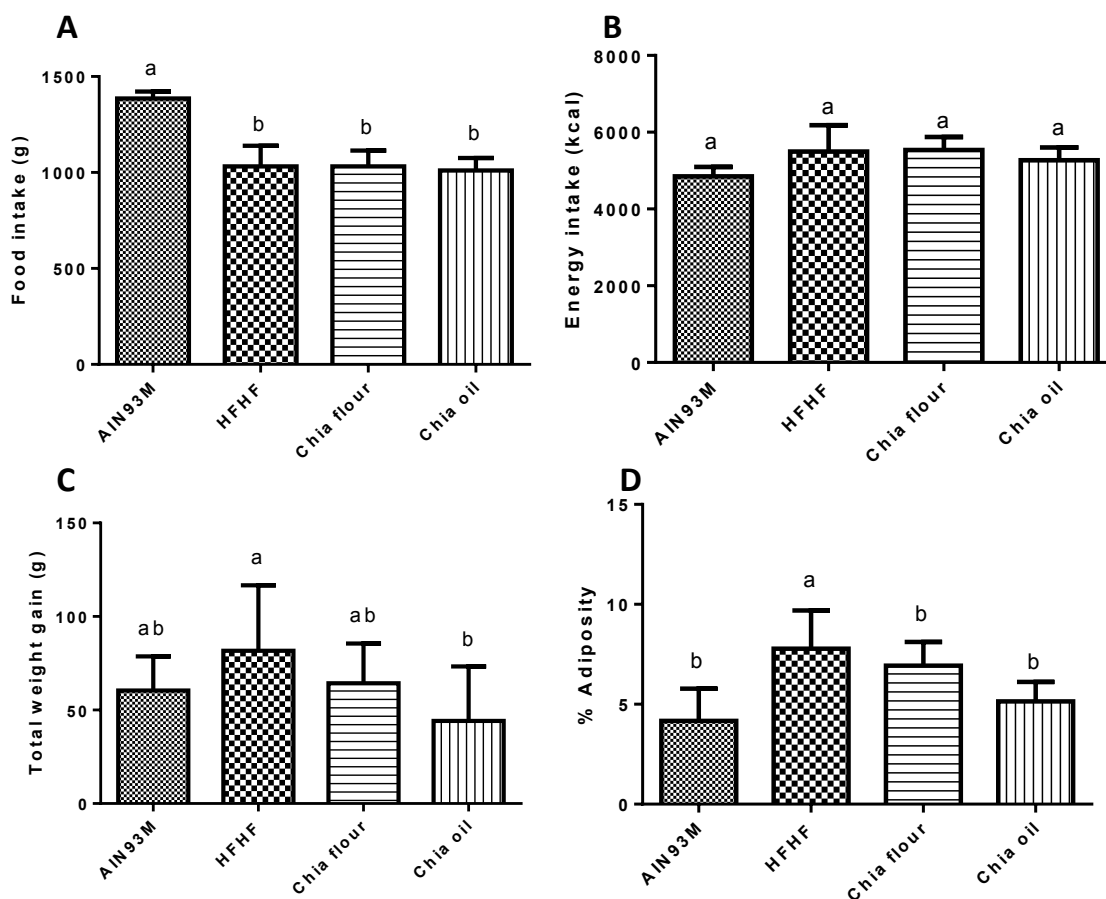 A
Food intake (g)
1500
1000
500
0
a
b
b
b
AIN93M
HFHF
Chia flour
Chia oil
B
Energy intake (kcal)
8000
6000
4000
2000
0
a
a
a
a
AIN93M
HFHF
Chia flour
Chia oil
C
Total weight gain (g)
150
100
50
0
ab
a
ab
b
AIN93M
HFHF
Chia flour
Chia oil
D
% Adiposity
15
10
5
0
b
a
b
b
AIN93M
HFHF
Chia flour
Chia oil